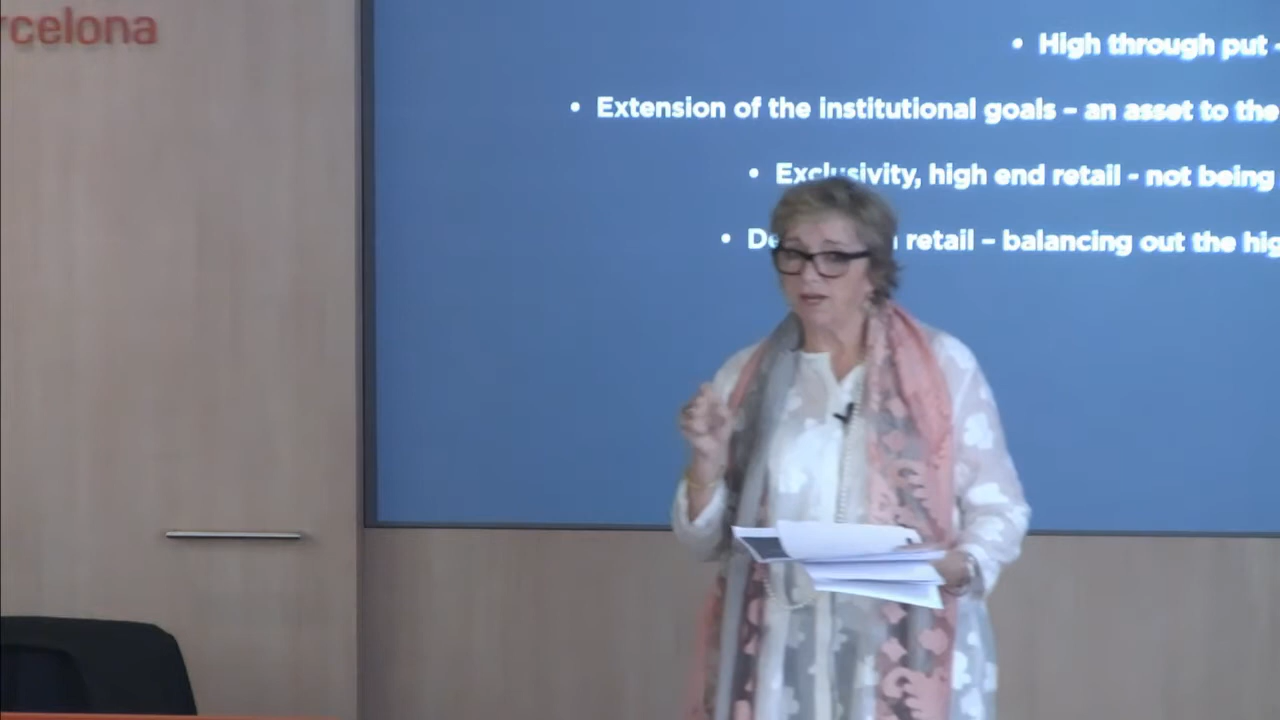 rcelona
• High through put -
• Extension of the institutional goals – an asset to the
• Exclusivity, high end retail - not being
• retail – balancing out the hig